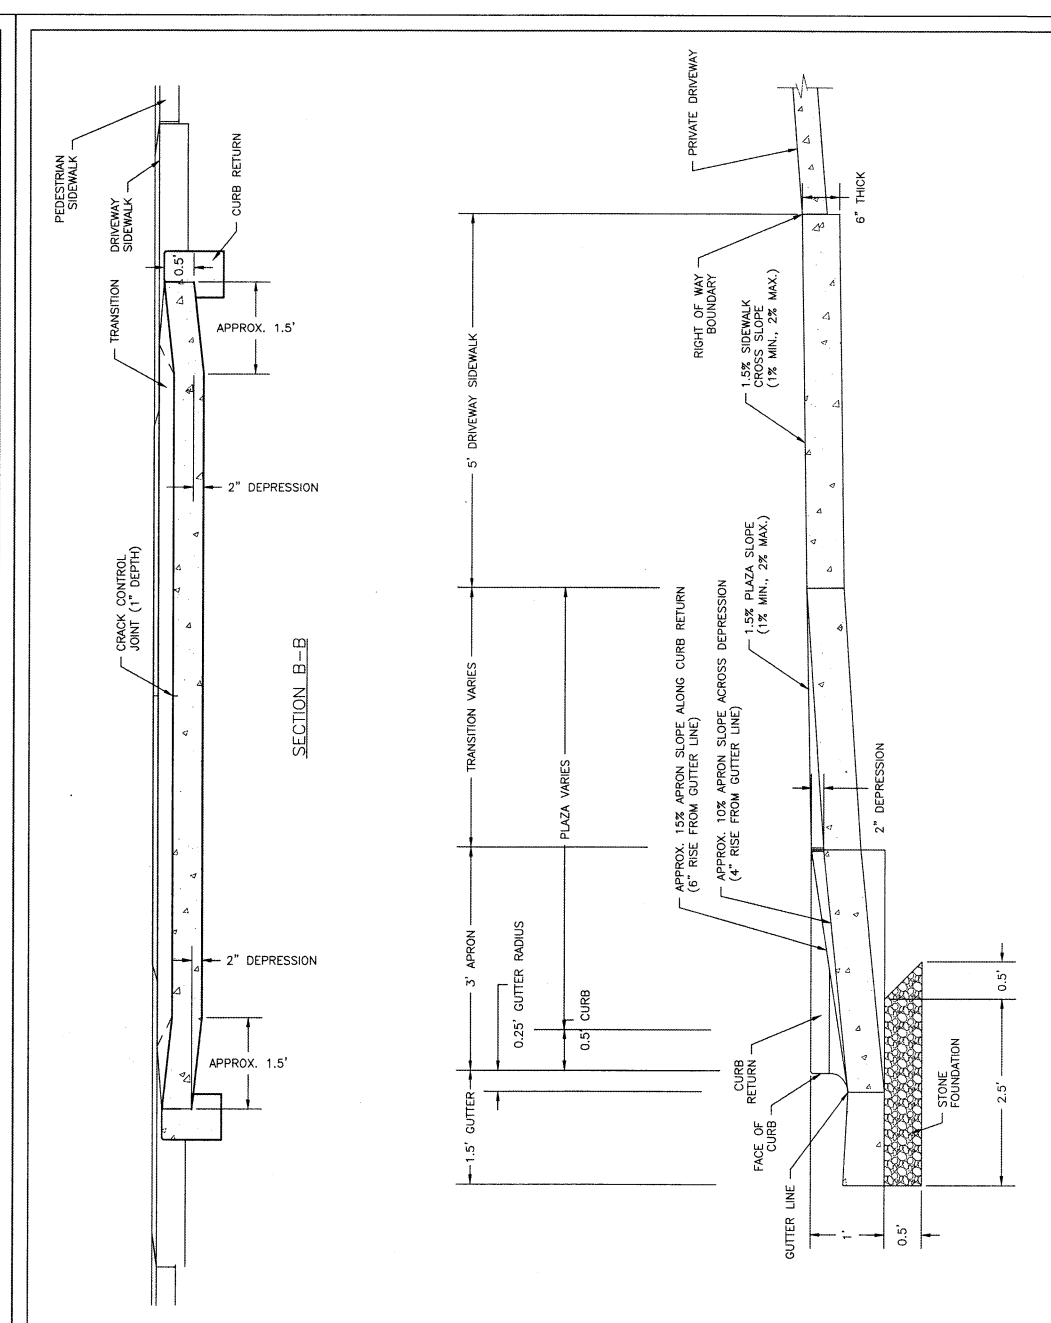 PEDESTRIAN
SIDEWALK
DRIVEWAY
SIDEWALK
CURB RETURN
TRANSITION
0.5'
APPROX. 1.5'
2" DEPRESSION
CRACK CONTROL
JOINT (1" DEPTH)
2" DEPRESSION
APPROX. 1.5'
SECTION B-B
5' DRIVEWAY SIDEWALK
TRANSITION VARIES
3' APRON
1.5' GUTTER
PLAZA VARIES
0.25' GUTTER RADIUS
0.5' CURB
PRIVATE DRIVEWAY
6" THICK
RIGHT OF WAY
BOUNDARY
1.5% SIDEWALK
CROSS SLOPE
(1% MIN., 2% MAX.)
1.5% PLAZA SLOPE
(1% MIN., 2% MAX.)
APPROX. 15% APRON SLOPE ALONG CURB RETURN
(6" RISE FROM GUTTER LINE)
APPROX. 10% APRON SLOPE ACROSS DEPRESSION
(4" RISE FROM GUTTER LINE)
2" DEPRESSION
CURB
RETURN
FACE OF
CURB
GUTTER LINE
STONE
FOUNDATION
0.5'
2.5'
1'
0.5'